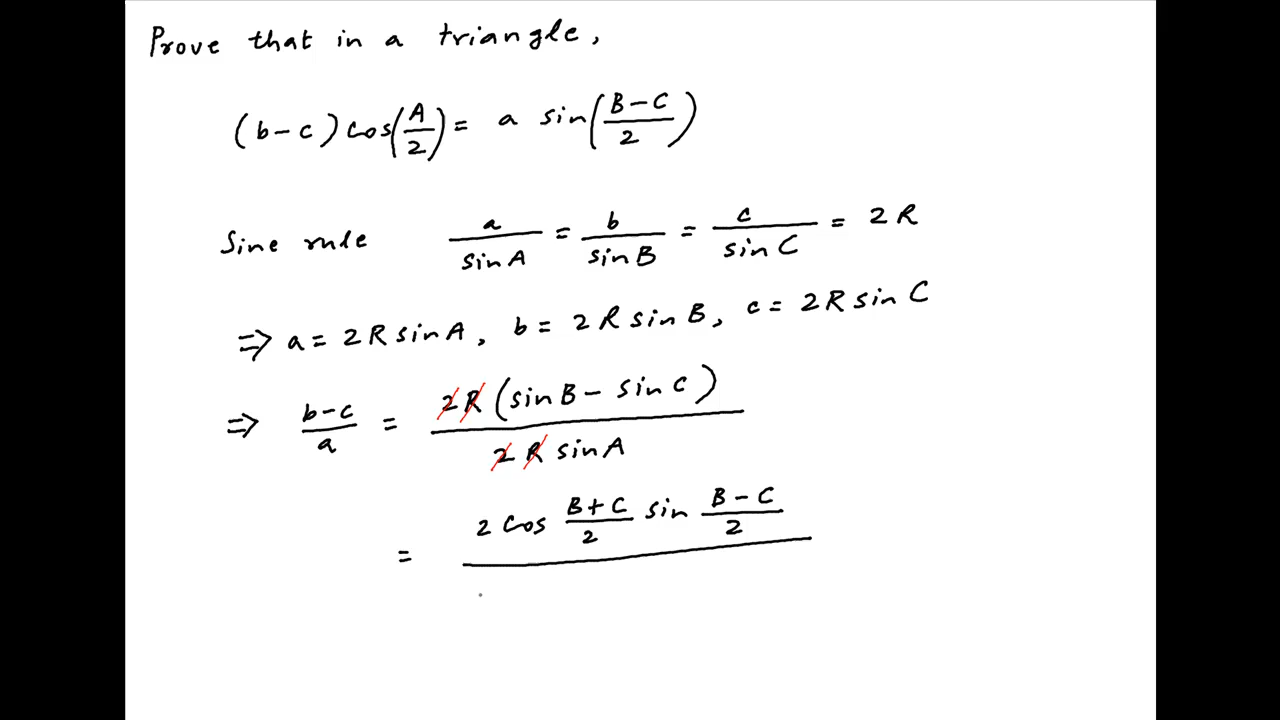 Prove that in a triangle,
(b-c) cos(A/2) = a sin((B-C)/2)
Sine rule a/sinA = b/sinB = c/sinC = 2R
⇒ a = 2R sinA, b = 2R sinB, c = 2R sinC
⇒ (b-c)/a = 2R (sinB - sinC) / 2R sinA
= 2 cos (B+C)/2 sin (B-C)/2